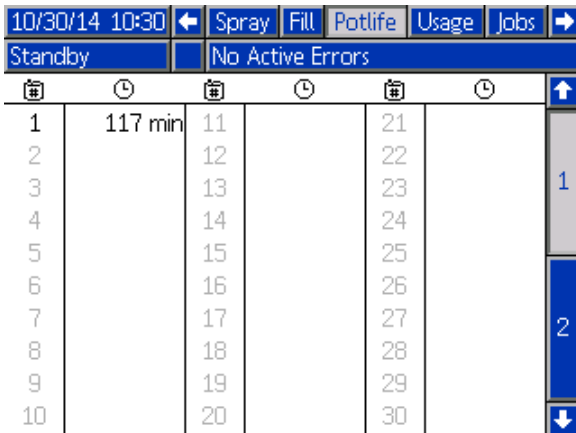 10/30/14 10:30 Spray Fill Potlife Usage Jobs
Standby No Active Errors
# # #
1 117 min 11 21
2 12 22
3 13 23 1
4 14 24
5 15 25
6 16 26
7 17 27 2
8 18 28
9 19 29
10 20 30